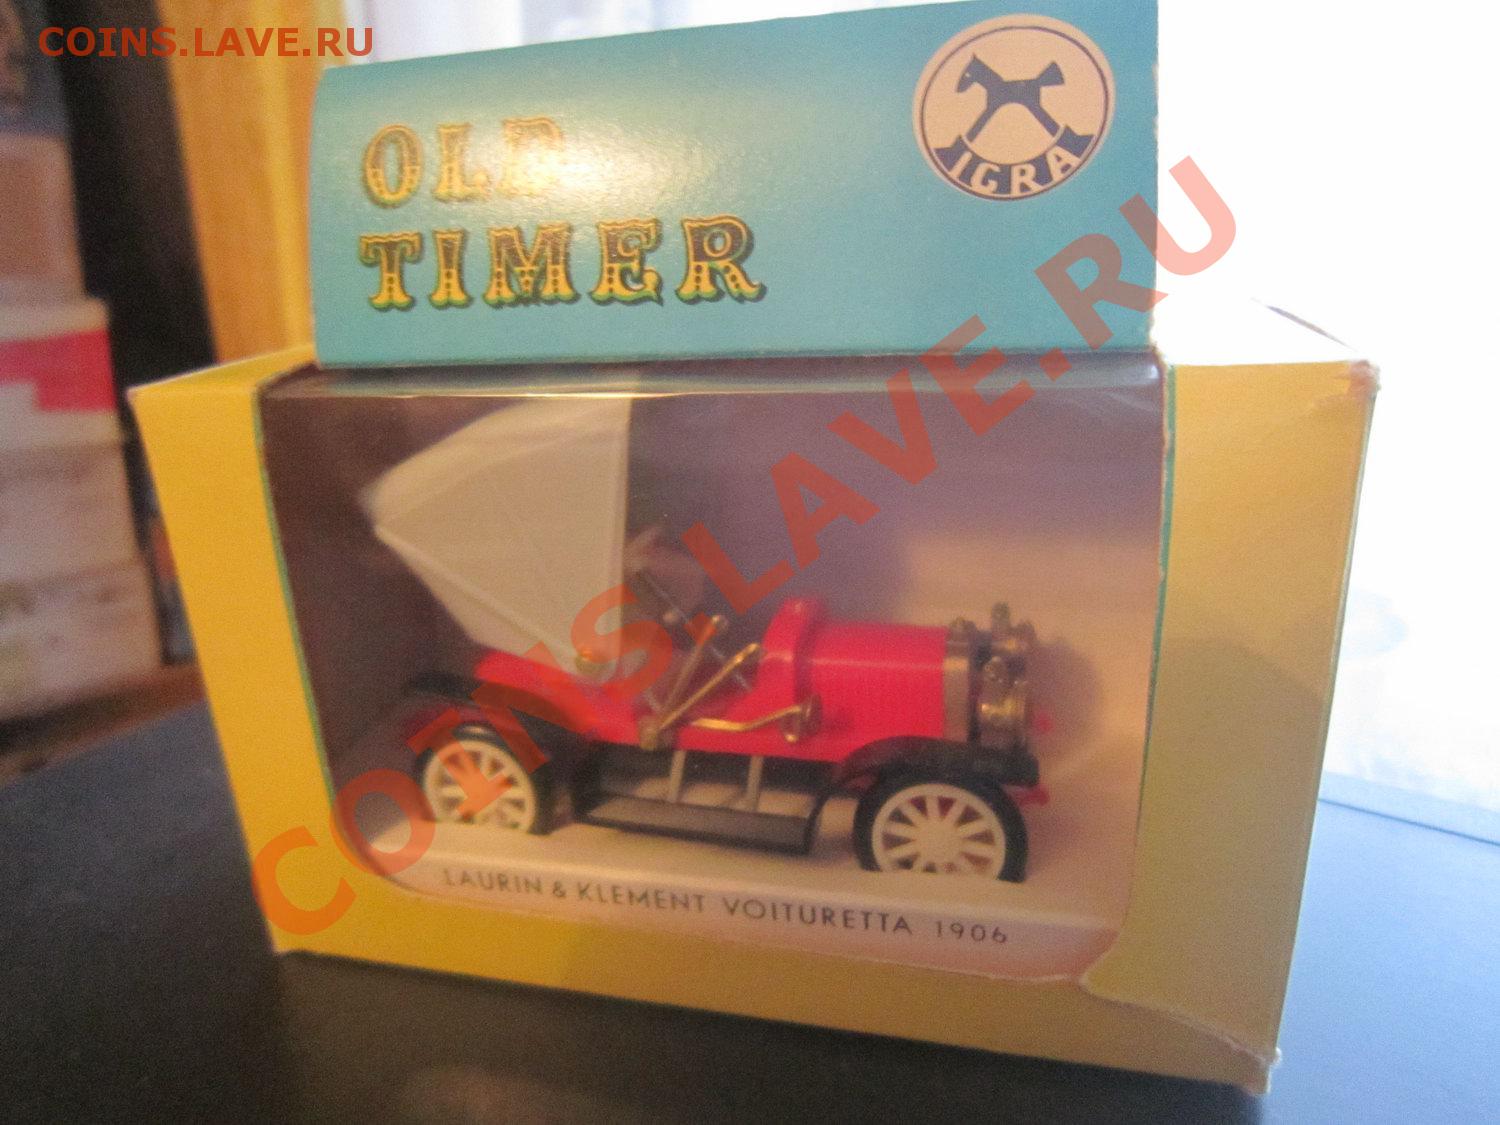 COINS.LAVE.RU
OLD
TIMER
IGRA
COINS.LAVE.RU
LAURIN & KLEMENT VOITURETTA 1906